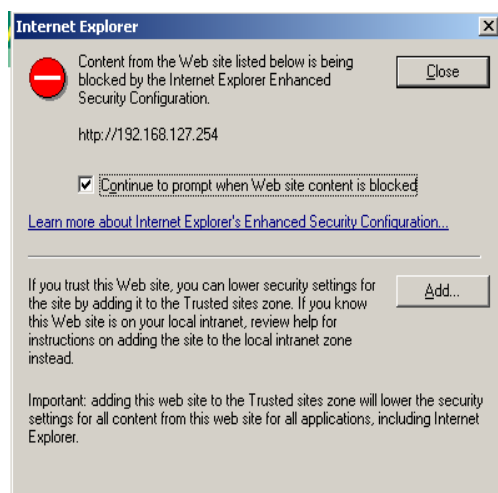 Internet Explorer
Content from the Web site listed below is being
blocked by the Internet Explorer Enhanced
Security Configuration.
Close
http://192.168.127.254
Continue to prompt when Web site content is blocked
Learn more about Internet Explorer's Enhanced Security Configuration...
If you trust this Web site, you can lower security settings for
the site by adding it to the Trusted sites zone. If you know
this Web site is on your local intranet, review help for
instructions on adding the site to the local intranet zone
instead.
Add...
Important: adding this web site to the Trusted sites zone will lower the security
settings for all content from this web site for all applications, including Internet
Explorer.